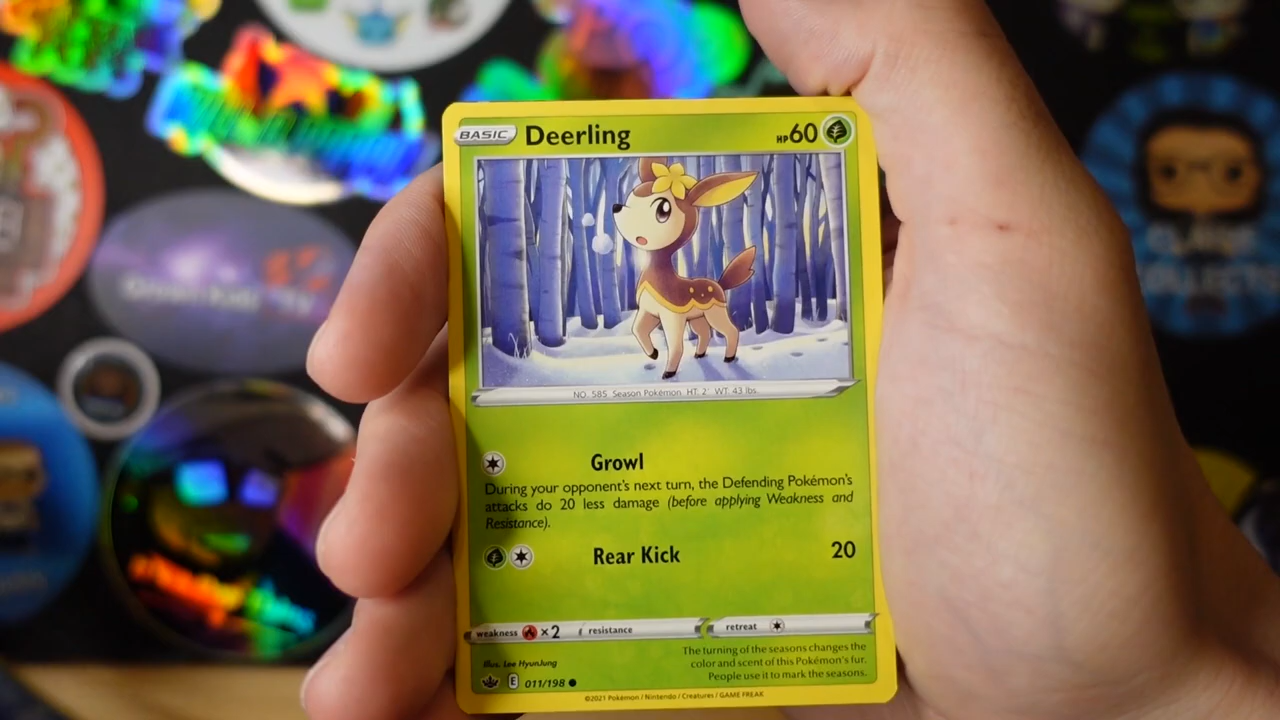 BASIC Deerling HP60
NO. 585 Season Pokémon HT: 2' WT: 43 lbs.
Growl
During your opponent's next turn, the Defending Pokémon's
attacks do 20 less damage (before applying Weakness and
Resistance).
Rear Kick 20
weakness ×2 resistance retreat
Illus. Lee HyunJung
The turning of the seasons changes the
color and scent of this Pokémon's fur.
People use it to mark the seasons.
E 011/198
©2021 Pokémon / Nintendo / Creatures / GAME FREAK